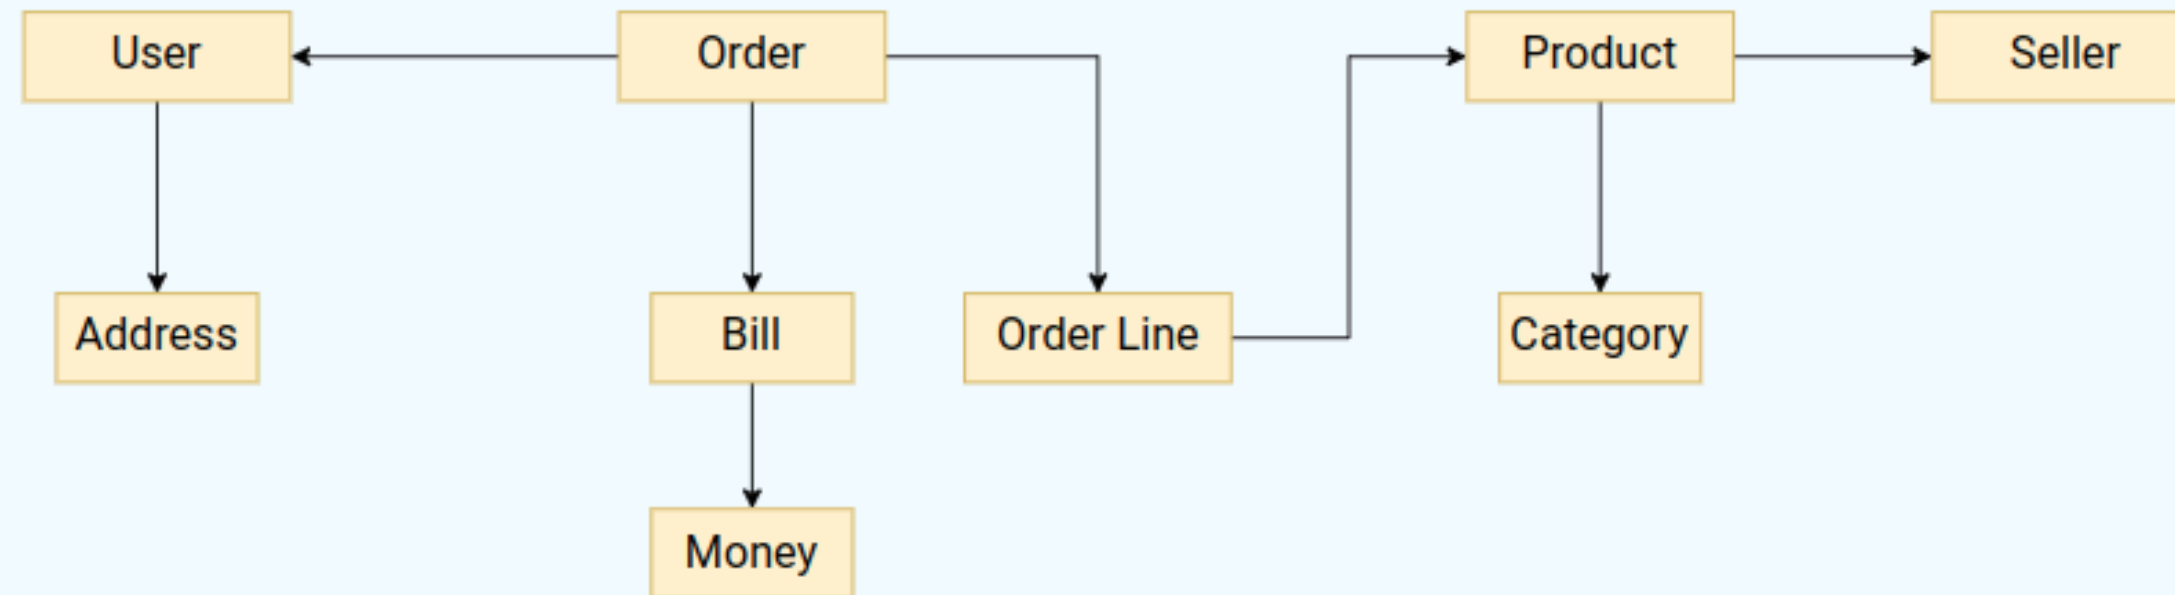 User
Order
Product
Seller
Address
Bill
Order Line
Category
Money